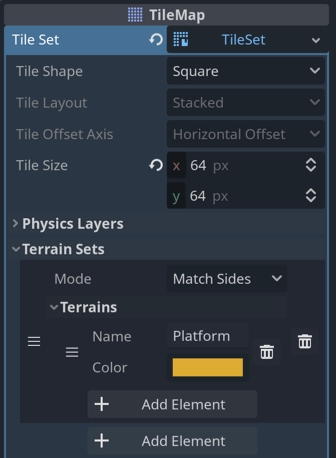 TileMap
Tile Set TileSet
Tile Shape Square
Tile Layout Stacked
Tile Offset Axis Horizontal Offset
Tile Size x 64 px
y 64 px
Physics Layers
Terrain Sets
Mode Match Sides
Terrains
Name Platform
Color
+ Add Element
+ Add Element